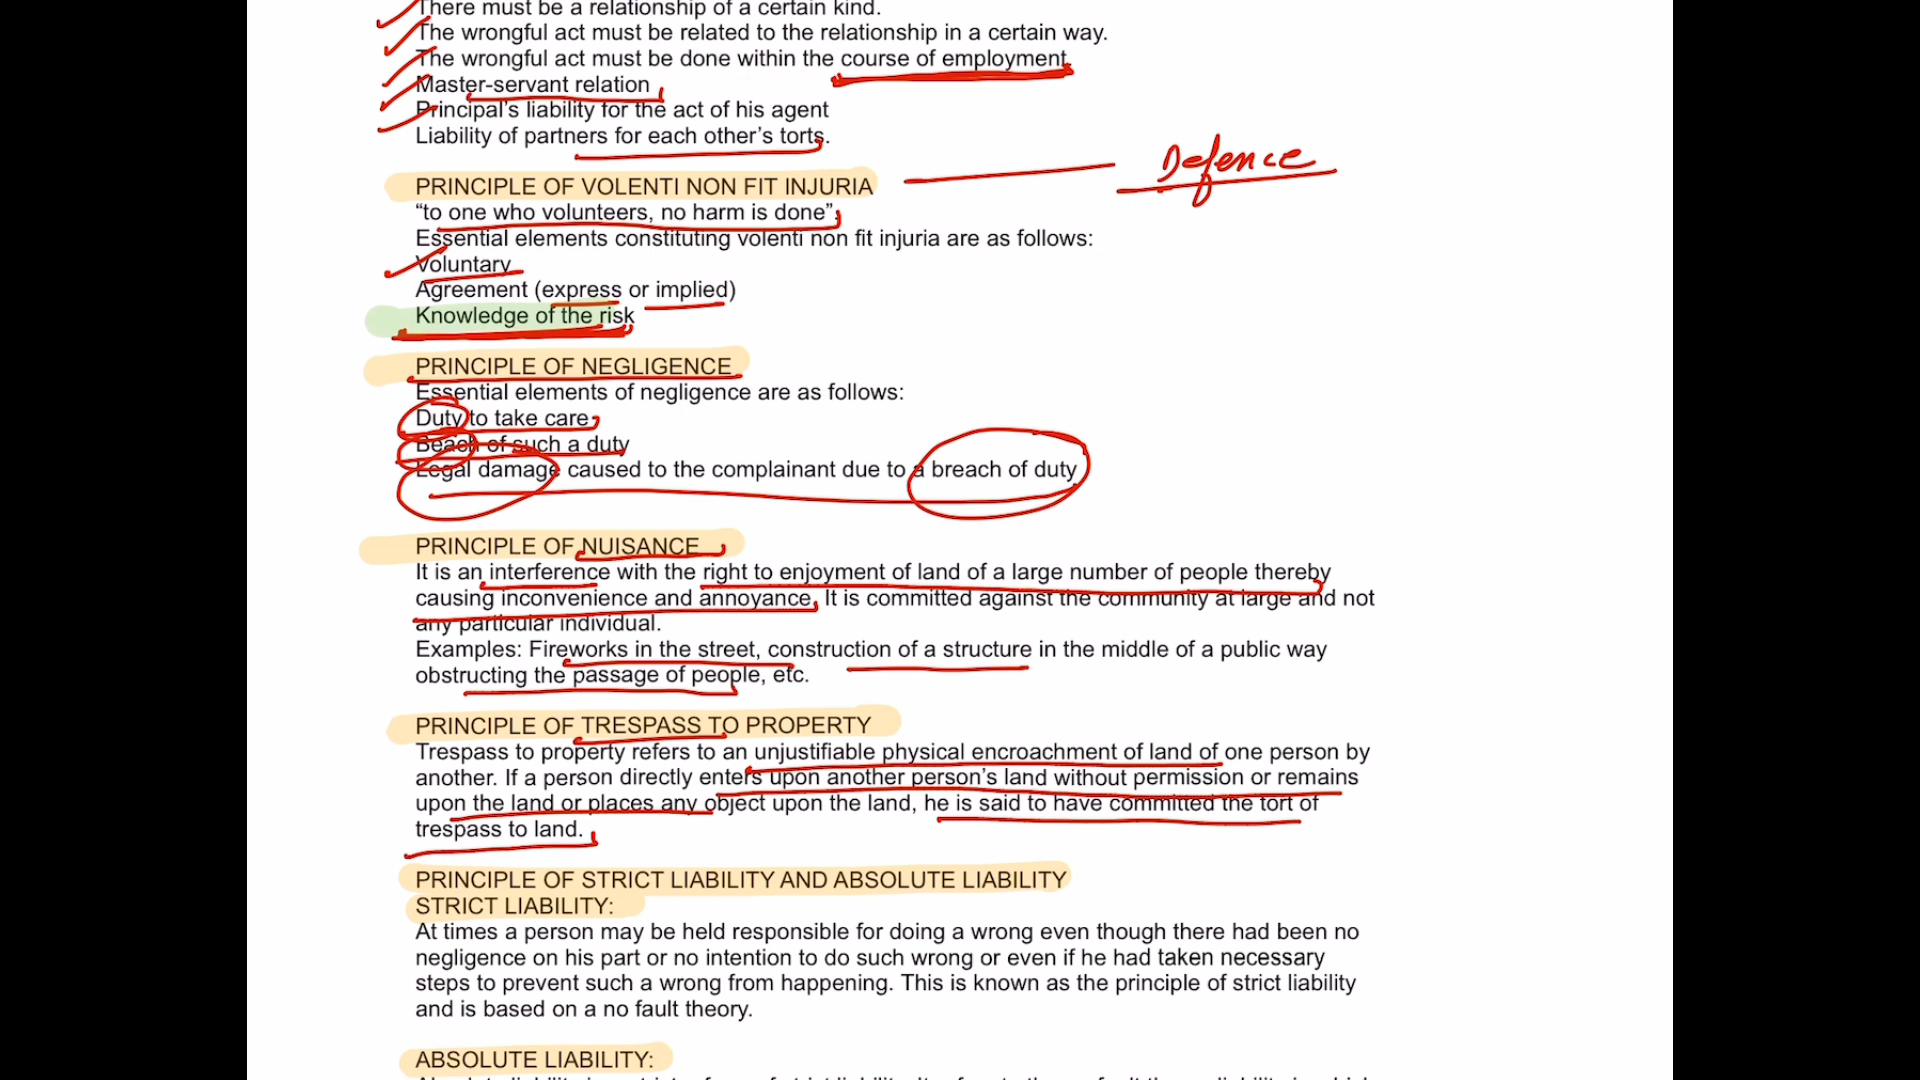 There must be a relationship of a certain kind.
The wrongful act must be related to the relationship in a certain way.
The wrongful act must be done within the course of employment.
Master-servant relation
Principal's liability for the act of his agent
Liability of partners for each other's torts.
Defence
PRINCIPLE OF VOLENTI NON FIT INJURIA
“to one who volunteers, no harm is done”.
Essential elements constituting volenti non fit injuria are as follows:
Voluntary
Agreement (express or implied)
Knowledge of the risk
PRINCIPLE OF NEGLIGENCE
Essential elements of negligence are as follows:
Duty to take care
Beach of such a duty
Legal damage caused to the complainant due to a breach of duty
PRINCIPLE OF NUISANCE
It is an interference with the right to enjoyment of land of a large number of people thereby
causing inconvenience and annoyance. It is committed against the community at large and not
any particular individual.
Examples: Fireworks in the street, construction of a structure in the middle of a public way
obstructing the passage of people, etc.
PRINCIPLE OF TRESPASS TO PROPERTY
Trespass to property refers to an unjustifiable physical encroachment of land of one person by
another. If a person directly enters upon another person's land without permission or remains
upon the land or places any object upon the land, he is said to have committed the tort of
trespass to land.
PRINCIPLE OF STRICT LIABILITY AND ABSOLUTE LIABILITY
STRICT LIABILITY:
At times a person may be held responsible for doing a wrong even though there had been no
negligence on his part or no intention to do such wrong or even if he had taken necessary
steps to prevent such a wrong from happening. This is known as the principle of strict liability
and is based on a no fault theory.
ABSOLUTE LIABILITY: